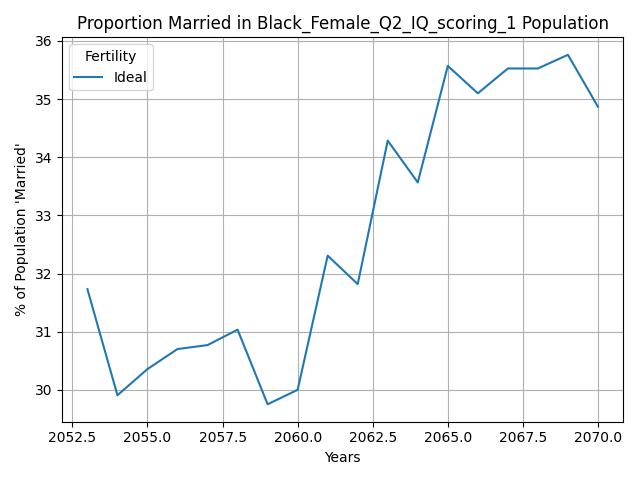 Proportion Married in Black_Female_Q2_IQ_scoring_1 Population
Fertility
Ideal
% of Population 'Married'
36
35
34
33
32
31
30
2052.5 2055.0 2057.5 2060.0 2062.5 2065.0 2067.5 2070.0
Years